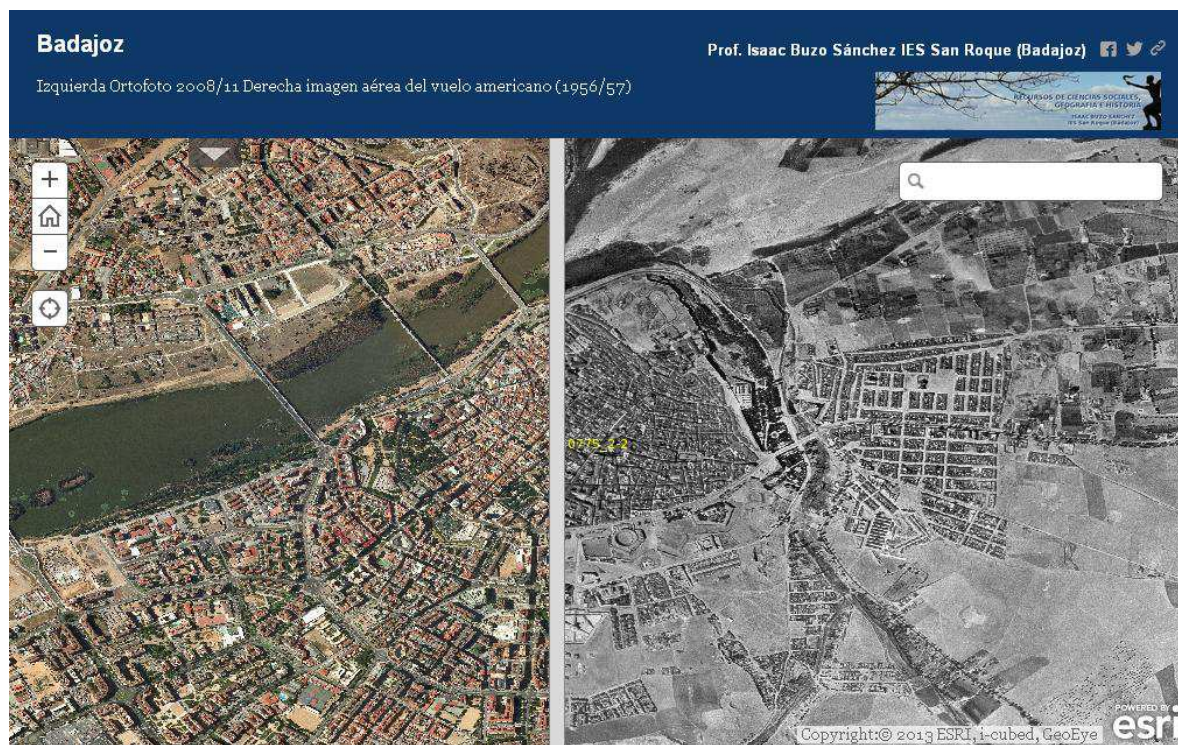 Badajoz
Prof. Isaac Buzo Sánchez IES San Roque (Badajoz)
Izquierda Ortofoto 2008/11 Derecha imagen aérea del vuelo americano (1956/57)
RECURSOS DE CIENCIAS SOCIALES,
GEOGRAFIA E HISTORIA
ISAAC BUZO SANCHEZ
IES San Roque (Badajoz)
0775_2-2
POWERED BY
esri
Copyright:© 2013 ESRI, i-cubed, GeoEye